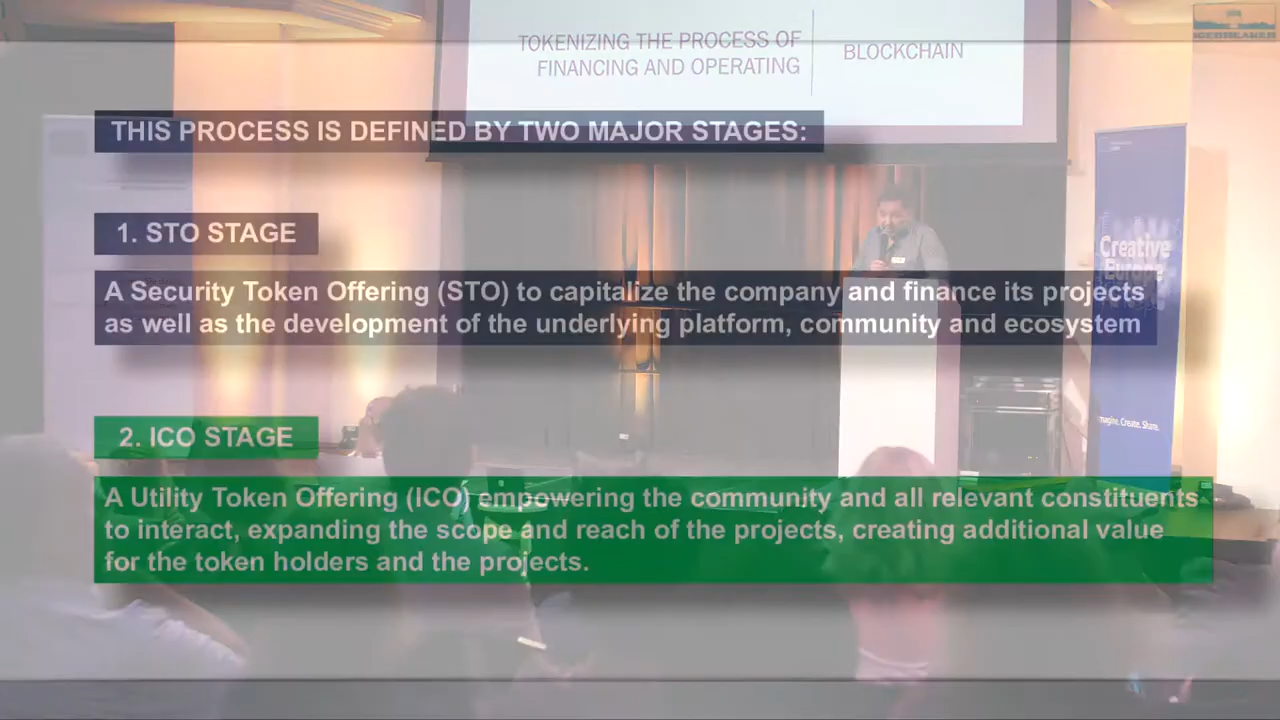 TOKENIZING THE PROCESS OF
FINANCING AND OPERATING
BLOCKCHAIN
THIS PROCESS IS DEFINED BY TWO MAJOR STAGES:
1. STO STAGE
A Security Token Offering (STO) to capitalize the company and finance its projects
as well as the development of the underlying platform, community and ecosystem
2. ICO STAGE
A Utility Token Offering (ICO) empowering the community and all relevant constituents
to interact, expanding the scope and reach of the projects, creating additional value
for the token holders and the projects.
Creative
Europe
Imagine. Create. Share.